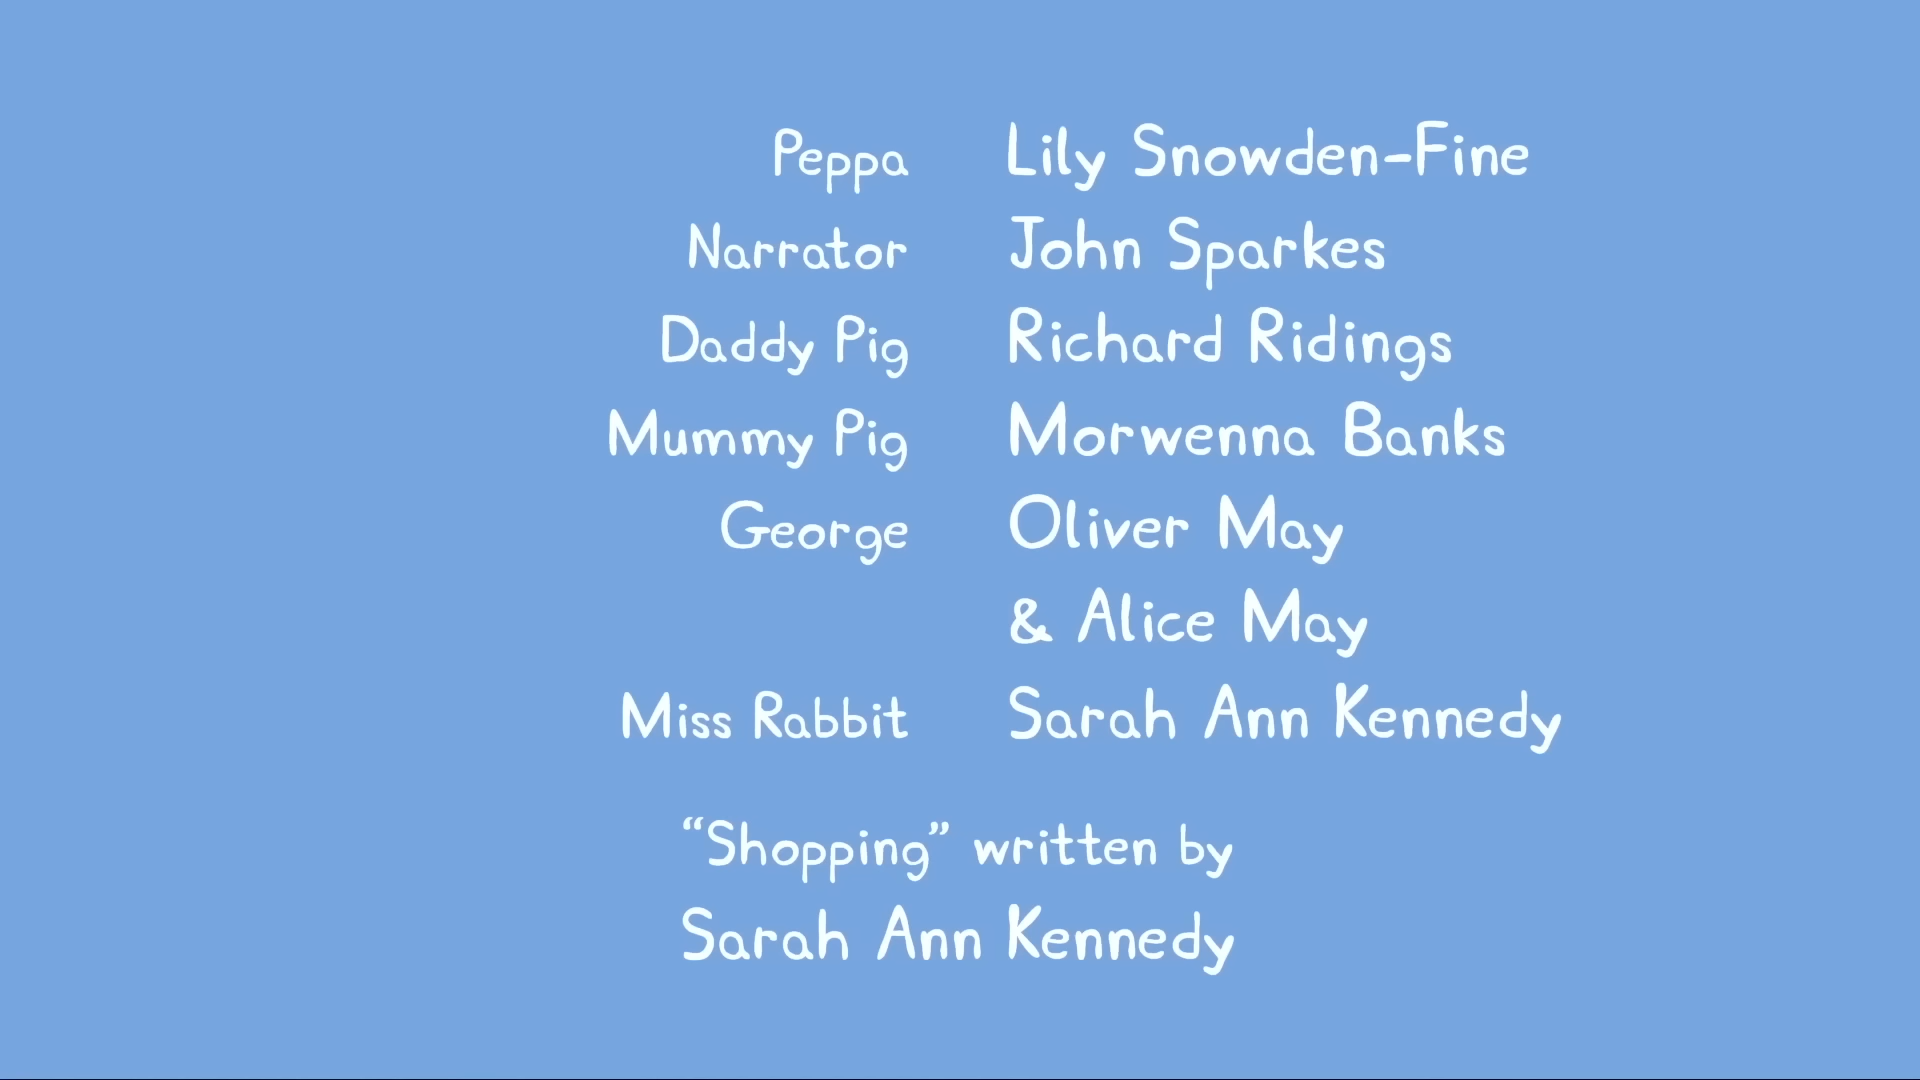 Peppa Lily Snowden-Fine
Narrator John Sparkes
Daddy Pig Richard Ridings
Mummy Pig Morwenna Banks
George Oliver May
& Alice May
Miss Rabbit Sarah Ann Kennedy
“Shopping” written by
Sarah Ann Kennedy